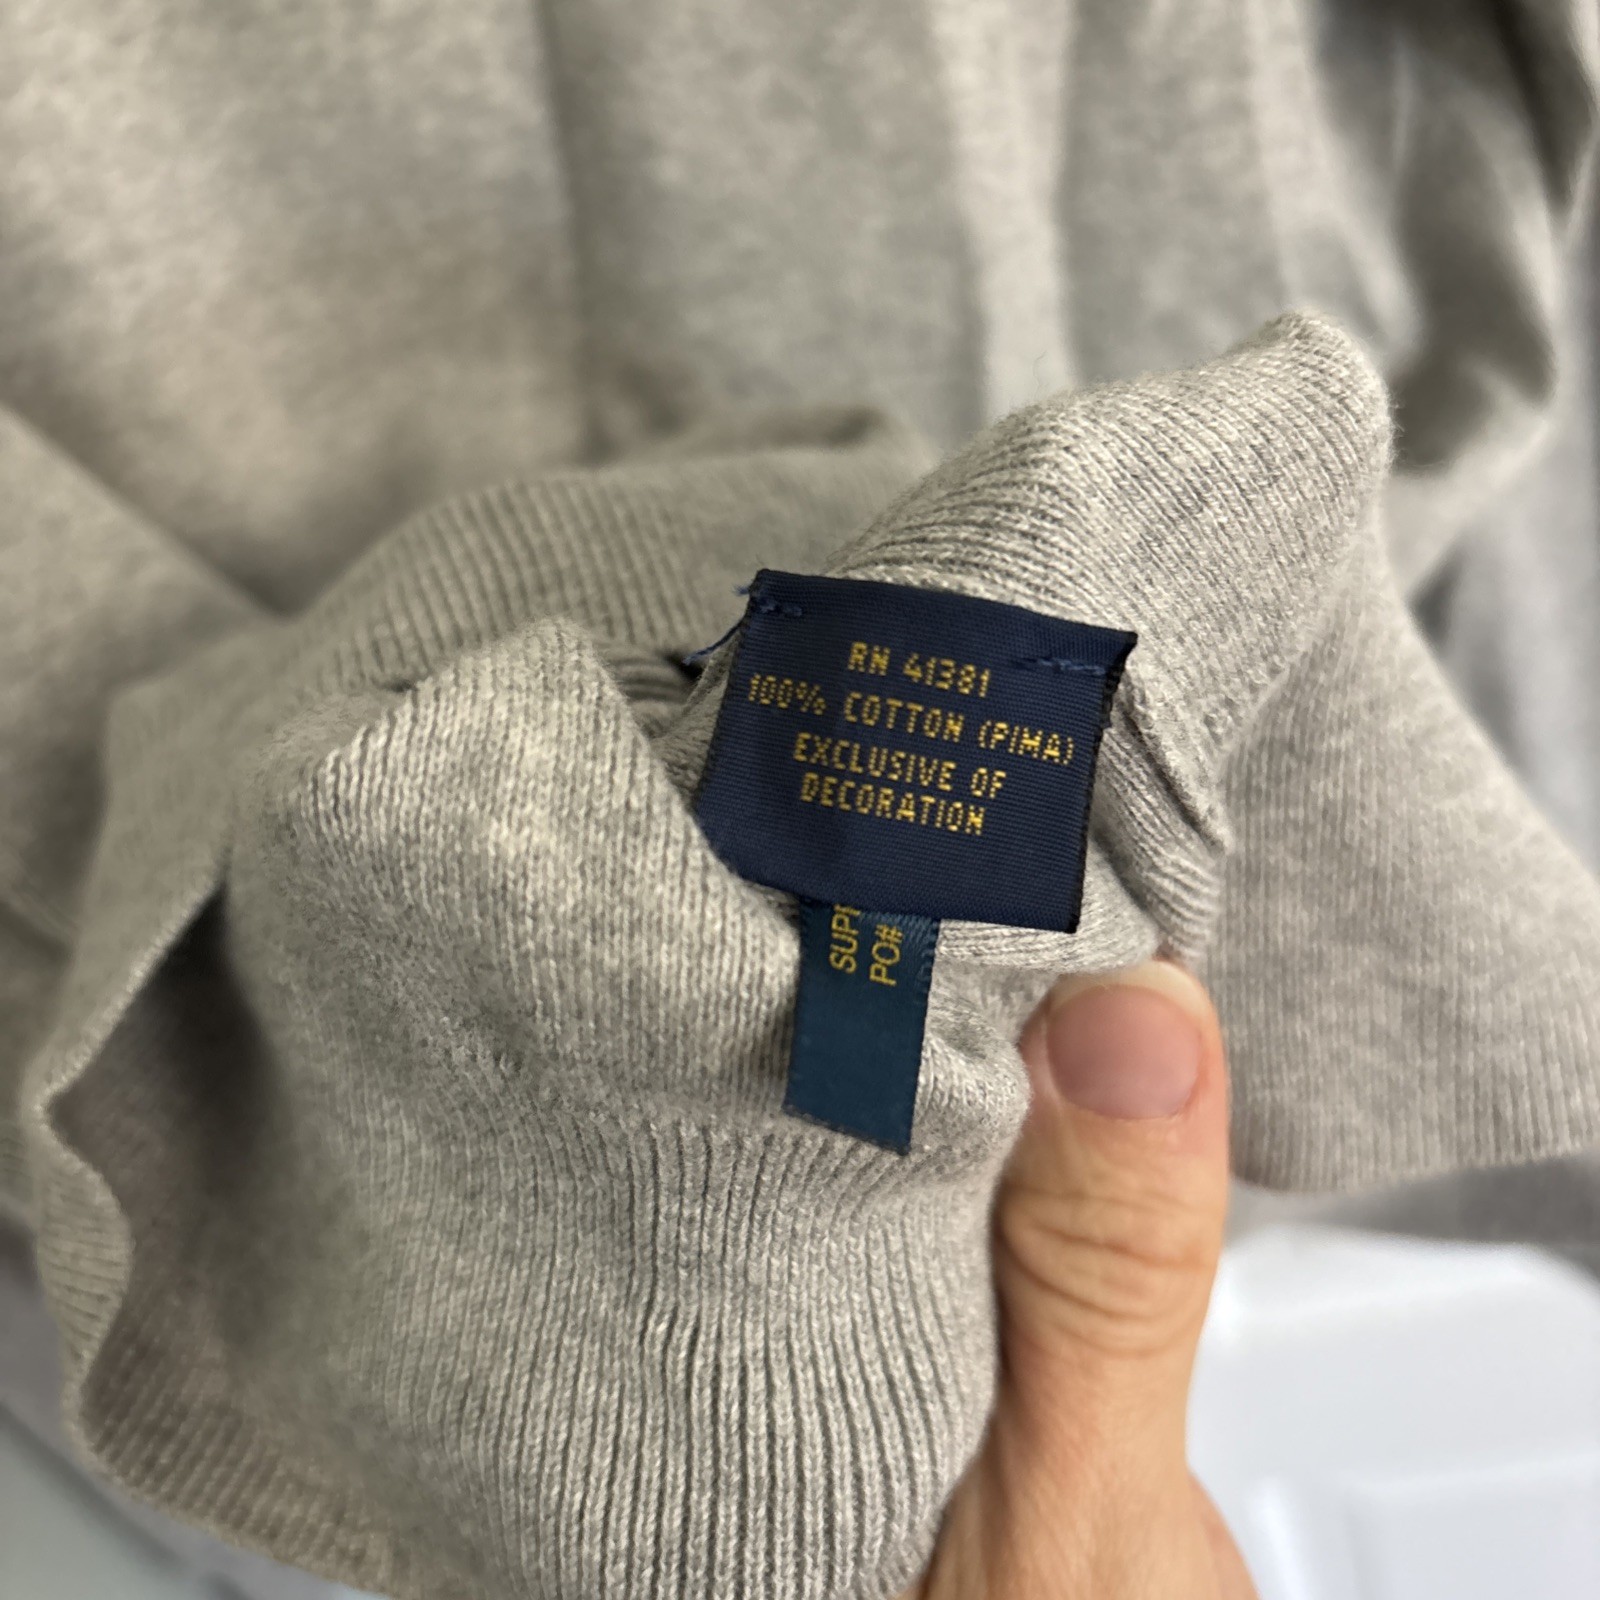 RN 41381
100% COTTON (PIMA)
EXCLUSIVE OF
DECORATION
PO#